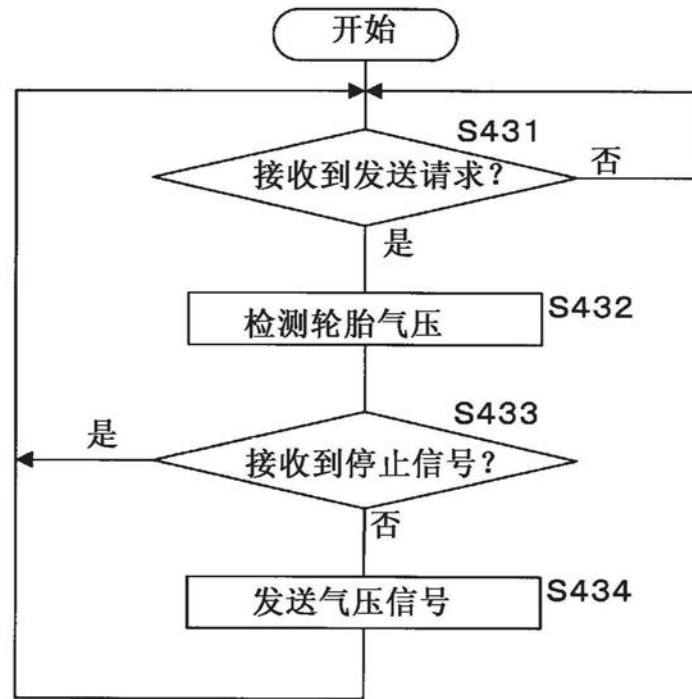 开始
S431
接收到发送请求？
否
是
检测轮胎气压
S432
S433
是
接收到停止信号？
否
发送气压信号
S434